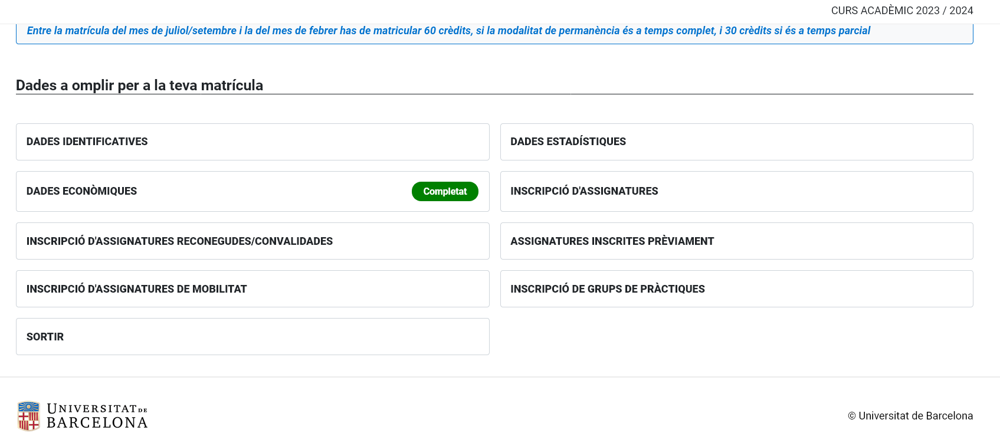 CURS ACADÈMIC 2023 / 2024
Entre la matrícula del mes de juliol/setembre i la del mes de febrer has de matricular 60 crèdits, si la modalitat de permanència és a temps complet, i 30 crèdits si és a temps parcial
Dades a omplir per a la teva matrícula
DADES IDENTIFICATIVES
DADES ESTADÍSTIQUES
DADES ECONÒMIQUES
Completat
INSCRIPCIÓ D'ASSIGNATURES
INSCRIPCIÓ D'ASSIGNATURES RECONEGUDES/CONVALIDADES
ASSIGNATURES INSCRITES PRÈVIAMENT
INSCRIPCIÓ D'ASSIGNATURES DE MOBILITAT
INSCRIPCIÓ DE GRUPS DE PRÀCTIQUES
SORTIR
UNIVERSITAT DE
BARCELONA
© Universitat de Barcelona